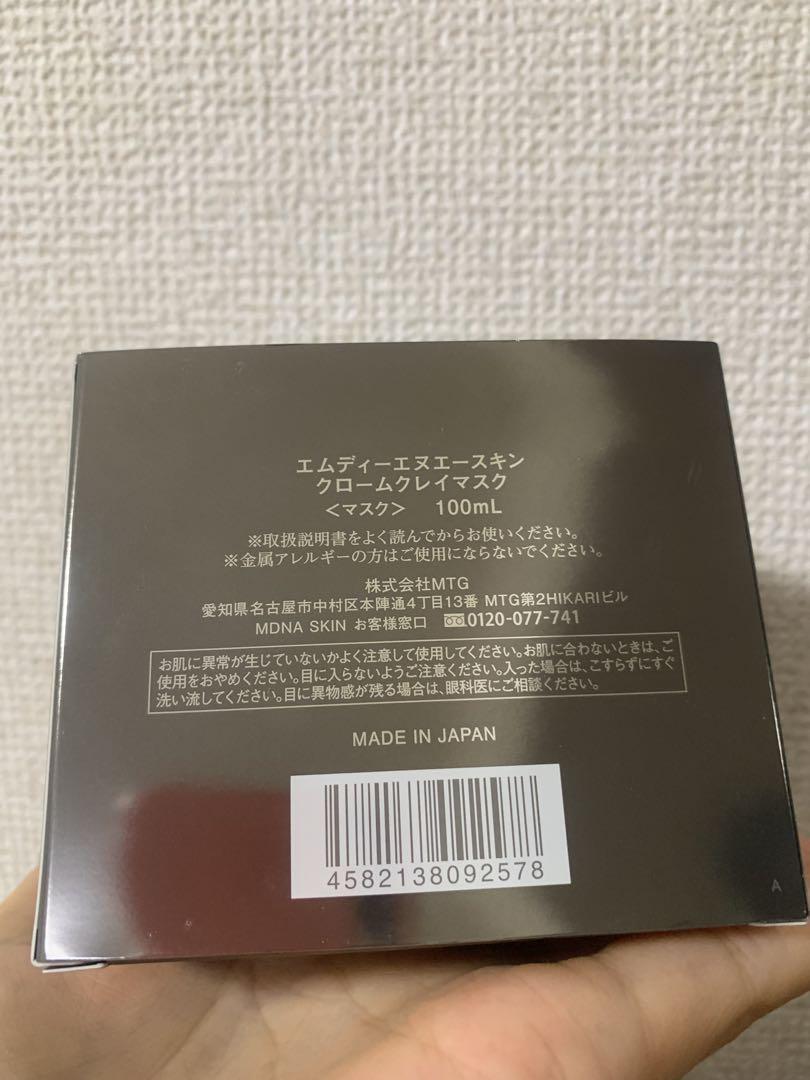 エムディーエヌエースキン
クロームクレイマスク
<マスク> 100mL
※取扱説明書をよく読んでからお使いください。
※金属アレルギーの方はご使用にならないでください。
株式会社MTG
愛知県名古屋市中村区本陣通4丁目13番 MTG第2HIKARIビル
MDNA SKIN お客様窓口 0120-077-741
お肌に異常が生じていないかよく注意して使用してください。お肌に合わないときは、ご
使用をおやめください。目に入らないようご注意ください。入った場合は、こすらずにすぐ
洗い流してください。目に異物感が残る場合は、眼科医にご相談ください。
MADE IN JAPAN
4582138092578
A